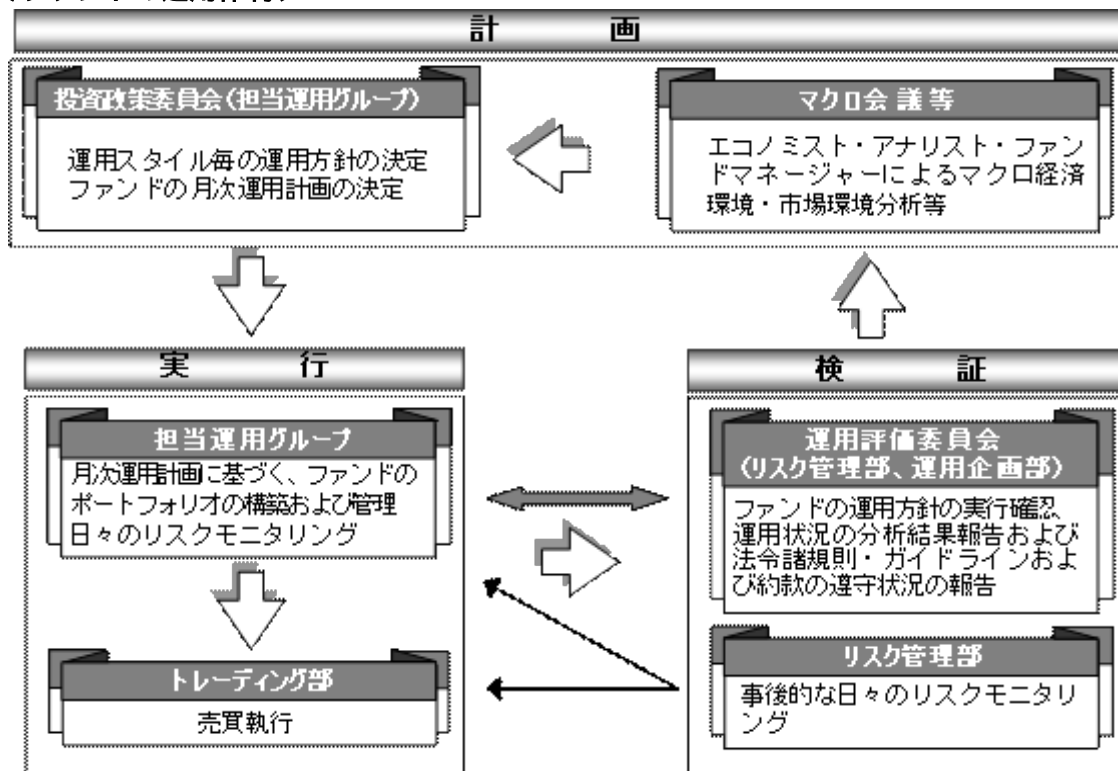 計 画
投資政策委員会(担当運用グループ)
運用スタイル毎の運用方針の決定
ファンドの月次運用計画の決定
マクロ会議等
エコノミスト・アナリスト・ファン
ドマネージャーによるマクロ経済
環境・市場環境分析等
実 行
担当運用グループ
月次運用計画に基づく、ファンドの
ポートフォリオの構築および管理
日々のリスクモニタリング
トレーディング部
売買執行
検 証
運用評価委員会
(リスク管理部、運用企画部)
ファンドの運用方針の実行確認
運用状況の分析結果報告および
法令諸規則・ガイドラインおよ
び約款の遵守状況の報告
リスク管理部
事後的な日々のリスクモニタリ
ング